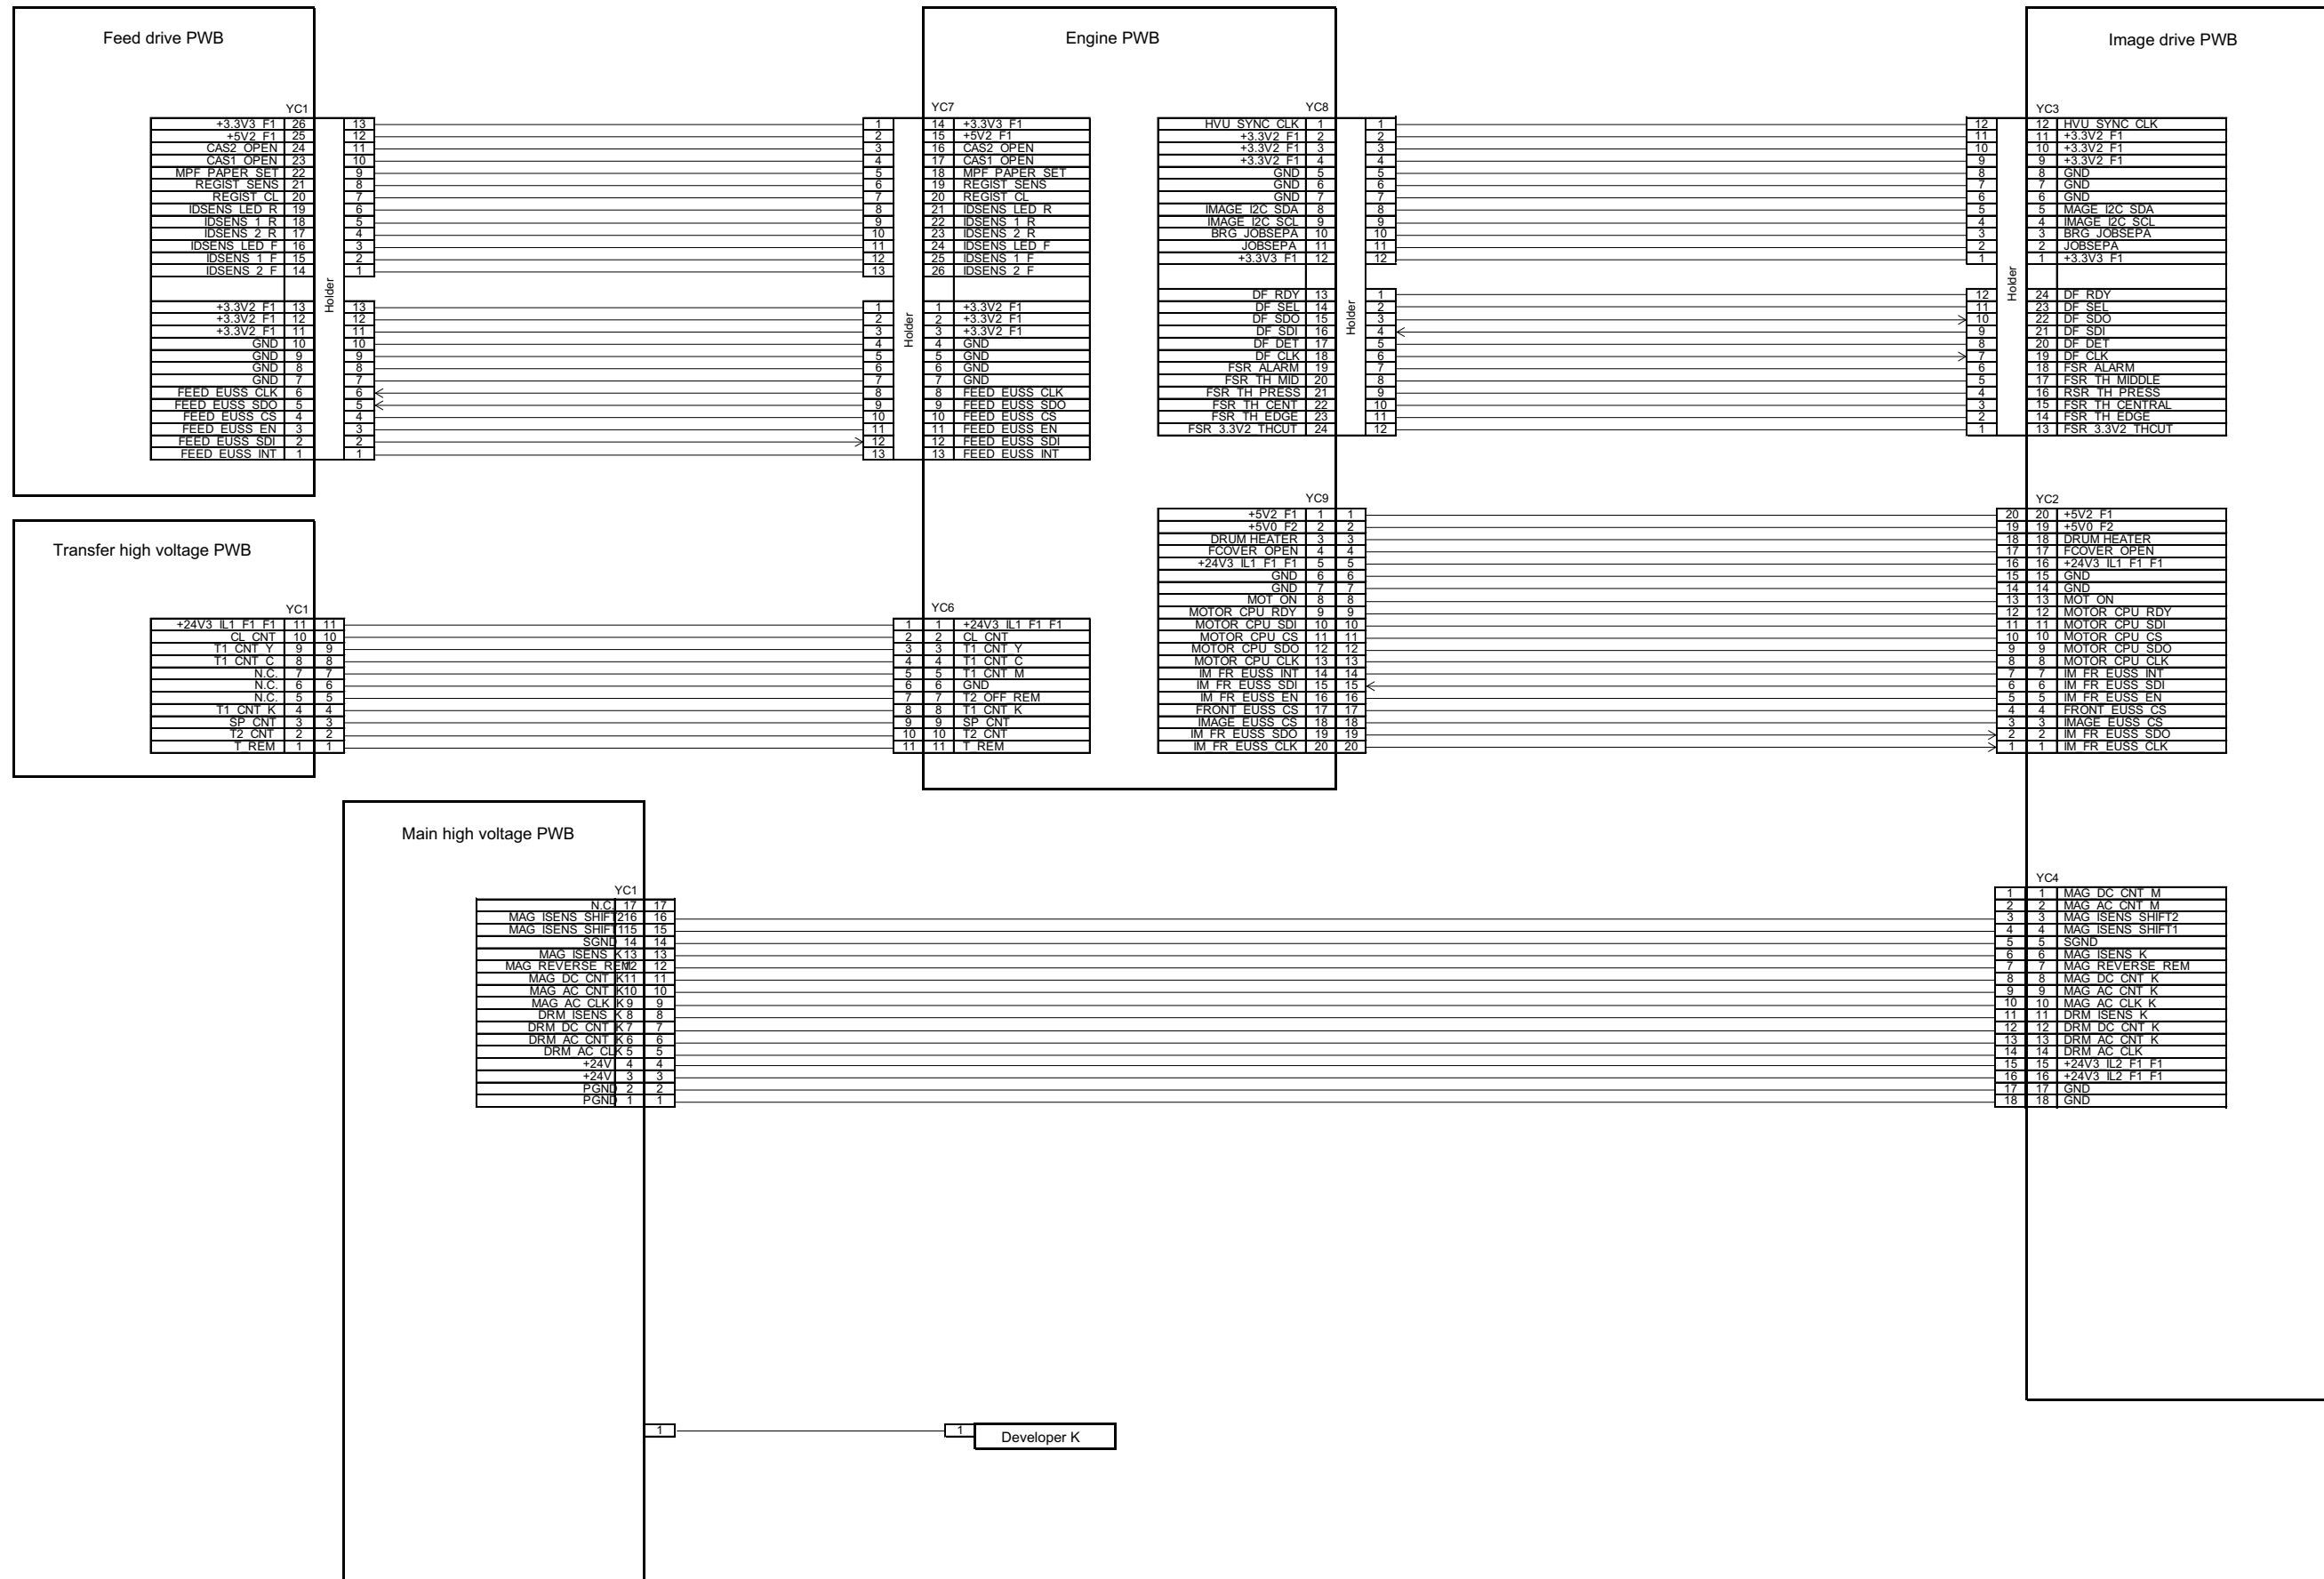 Feed drive PWB
YC1
+3.3V3_F1 26 13
+5V2_F1 25 12
CAS2_OPEN 24 11
CAS1_OPEN 23 10
MPF_PAPER_SET 22 9
REGIST_SENS 21 8
REGIST_CL 20 7
IDSENS_LED_R 19 6
IDSENS_1_R 18 5
IDSENS_2_R 17 4
IDSENS_LED_F 16 3
IDSENS_1_F 15 2
IDSENS_2_F 14 1
Holder
+3.3V2_F1 13 13
+3.3V2_F1 12 12
+3.3V2_F1 11 11
GND 10 10
GND 9 9
GND 8 8
GND 7 7
FEED_EUSS_CLK 6 6
FEED_EUSS_SDO 5 5
FEED_EUSS_CS 4 4
FEED_EUSS_EN 3 3
FEED_EUSS_SDI 2 2
FEED_EUSS_INT 1 1
Engine PWB
YC7
1 14 +3.3V3_F1
2 15 +5V2_F1
3 16 CAS2_OPEN
4 17 CAS1_OPEN
5 18 MPF_PAPER_SET
6 19 REGIST_SENS
7 20 REGIST_CL
8 21 IDSENS_LED_R
9 22 IDSENS_1_R
10 23 IDSENS_2_R
11 24 IDSENS_LED_F
12 25 IDSENS_1_F
13 26 IDSENS_2_F
Holder
1 1 +3.3V2_F1
2 2 +3.3V2_F1
3 3 +3.3V2_F1
4 4 GND
5 5 GND
6 6 GND
7 7 GND
8 8 FEED_EUSS_CLK
9 9 FEED_EUSS_SDO
10 10 FEED_EUSS_CS
11 11 FEED_EUSS_EN
12 12 FEED_EUSS_SDI
13 13 FEED_EUSS_INT
YC8
HVU_SYNC_CLK 1 1
+3.3V2_F1 2 2
+3.3V2_F1 3 3
+3.3V2_F1 4 4
GND 5 5
GND 6 6
GND 7 7
IMAGE_I2C_SDA 8 8
IMAGE_I2C_SCL 9 9
BRG_JOBSEPA 10 10
JOBSEPA 11 11
+3.3V3_F1 12 12
Holder
DF_RDY 13 1
DF_SEL 14 2
DF_SDO 15 3
DF_SDI 16 4
DF_DET 17 5
DF_CLK 18 6
FSR_ALARM 19 7
FSR_TH_MID 20 8
FSR_TH_PRESS 21 9
FSR_TH_CENT 22 10
FSR_TH_EDGE 23 11
FSR_3.3V2_THCUT 24 12
Image drive PWB
YC3
12 12 HVU_SYNC_CLK
11 11 +3.3V2_F1
10 10 +3.3V2_F1
9 9 +3.3V2_F1
8 8 GND
7 7 GND
6 6 GND
5 5 MAGE_I2C_SDA
4 4 IMAGE_I2C_SCL
3 3 BRG_JOBSEPA
2 2 JOBSEPA
1 1 +3.3V3_F1
Holder
12 24 DF_RDY
11 23 DF_SEL
10 22 DF_SDO
9 21 DF_SDI
8 20 DF_DET
7 19 DF_CLK
6 18 FSR_ALARM
5 17 FSR_TH_MIDDLE
4 16 RSR_TH_PRESS
3 15 FSR_TH_CENTRAL
2 14 FSR_TH_EDGE
1 13 FSR_3.3V2_THCUT
Transfer high voltage PWB
YC1
+24V3_IL1_F1_F1 11 11
CL_CNT 10 10
T1_CNT_Y 9 9
T1_CNT_C 8 8
N.C. 7 7
N.C. 6 6
N.C. 5 5
T1_CNT_K 4 4
SP_CNT 3 3
T2_CNT 2 2
T_REM 1 1
YC6
1 1 +24V3_IL1_F1_F1
2 2 CL_CNT
3 3 T1_CNT_Y
4 4 T1_CNT_C
5 5 T1_CNT_M
6 6 GND
7 7 T2_OFF_REM
8 8 T1_CNT_K
9 9 SP_CNT
10 10 T2_CNT
11 11 T_REM
YC9
+5V2_F1 1 1
+5V0_F2 2 2
DRUM HEATER 3 3
FCOVER_OPEN 4 4
+24V3_IL1_F1_F1 5 5
GND 6 6
GND 7 7
MOT_ON 8 8
MOTOR_CPU_RDY 9 9
MOTOR_CPU_SDI 10 10
MOTOR_CPU_CS 11 11
MOTOR_CPU_SDO 12 12
MOTOR_CPU_CLK 13 13
IM_FR_EUSS_INT 14 14
IM_FR_EUSS_SDI 15 15
IM_FR_EUSS_EN 16 16
FRONT_EUSS_CS 17 17
IMAGE_EUSS_CS 18 18
IM_FR_EUSS_SDO 19 19
IM_FR_EUSS_CLK 20 20
YC2
20 20 +5V2_F1
19 19 +5V0_F2
18 18 DRUM HEATER
17 17 FCOVER_OPEN
16 16 +24V3_IL1_F1_F1
15 15 GND
14 14 GND
13 13 MOT_ON
12 12 MOTOR_CPU_RDY
11 11 MOTOR_CPU_SDI
10 10 MOTOR_CPU_CS
9 9 MOTOR_CPU_SDO
8 8 MOTOR_CPU_CLK
7 7 IM_FR_EUSS_INT
6 6 IM_FR_EUSS_SDI
5 5 IM_FR_EUSS_EN
4 4 FRONT_EUSS_CS
3 3 IMAGE_EUSS_CS
2 2 IM_FR_EUSS_SDO
1 1 IM_FR_EUSS_CLK
Main high voltage PWB
YC1
N.C. 17 17
MAG_ISENS_SHIFT2 16 16
MAG_ISENS_SHIFT1 15 15
SGND 14 14
MAG_ISENS_K 13 13
MAG_REVERSE_REM 12 12
MAG_DC_CNT_K 11 11
MAG_AC_CNT_K 10 10
MAG_AC_CLK_K 9 9
DRM_ISENS_K 8 8
DRM_DC_CNT_K 7 7
DRM_AC_CNT_K 6 6
DRM_AC_CLK 5 5
+24V 4 4
+24V 3 3
PGND 2 2
PGND 1 1
YC4
1 1 MAG_DC_CNT_M
2 2 MAG_AC_CNT_M
3 3 MAG_ISENS_SHIFT2
4 4 MAG_ISENS_SHIFT1
5 5 SGND
6 6 MAG_ISENS_K
7 7 MAG_REVERSE_REM
8 8 MAG_DC_CNT_K
9 9 MAG_AC_CNT_K
10 10 MAG_AC_CLK_K
11 11 DRM_ISENS_K
12 12 DRM_DC_CNT_K
13 13 DRM_AC_CNT_K
14 14 DRM_AC_CLK
15 15 +24V3_IL2_F1_F1
16 16 +24V3_IL2_F1_F1
17 17 GND
18 18 GND
1 1 Developer K